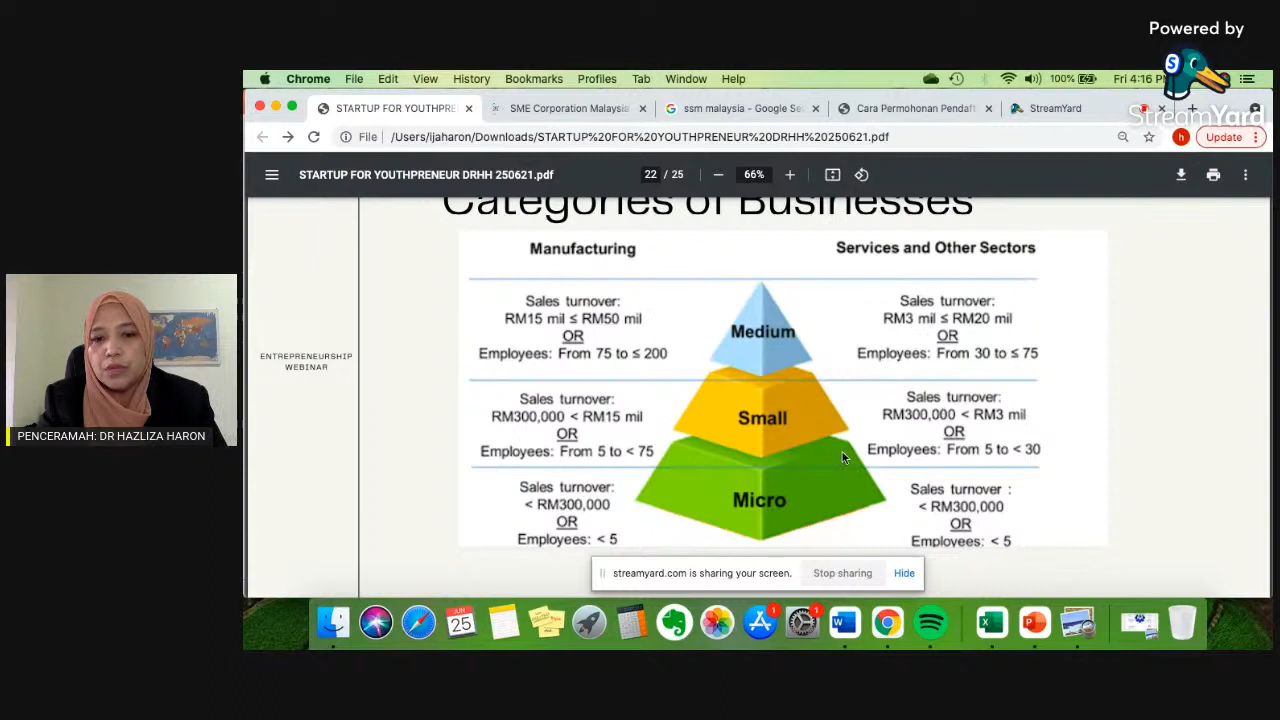 Powered by
StreamYard
Chrome File Edit View History Bookmarks Profiles Tab Window Help
100% Fri 4:16 PM
STARTUP FOR YOUTHPRE
SME Corporation Malaysia
ssm malaysia - Google Se
Cara Permohonan Pendaft
StreamYard
File /Users/ijaharon/Downloads/STARTUP%20FOR%20YOUTHPRENEUR%20DRHH%20250621.pdf
h
Update
STARTUP FOR YOUTHPRENEUR DRHH 250621.pdf
22 / 25
66%
Categories of Businesses
ENTREPRENEURSHIP
WEBINAR
Manufacturing
Services and Other Sectors
Sales turnover:
RM15 mil ≤ RM50 mil
OR
Employees: From 75 to ≤ 200
Medium
Sales turnover:
RM3 mil ≤ RM20 mil
OR
Employees: From 30 to ≤ 75
Sales turnover:
RM300,000 < RM15 mil
OR
Employees: From 5 to < 75
Small
Sales turnover:
RM300,000 < RM3 mil
OR
Employees: From 5 to < 30
Sales turnover:
< RM300,000
OR
Employees: < 5
Micro
Sales turnover :
< RM300,000
OR
Employees: < 5
PENCERAMAH: DR HAZLIZA HARON
streamyard.com is sharing your screen.
Stop sharing
Hide
JUN
25
1
1